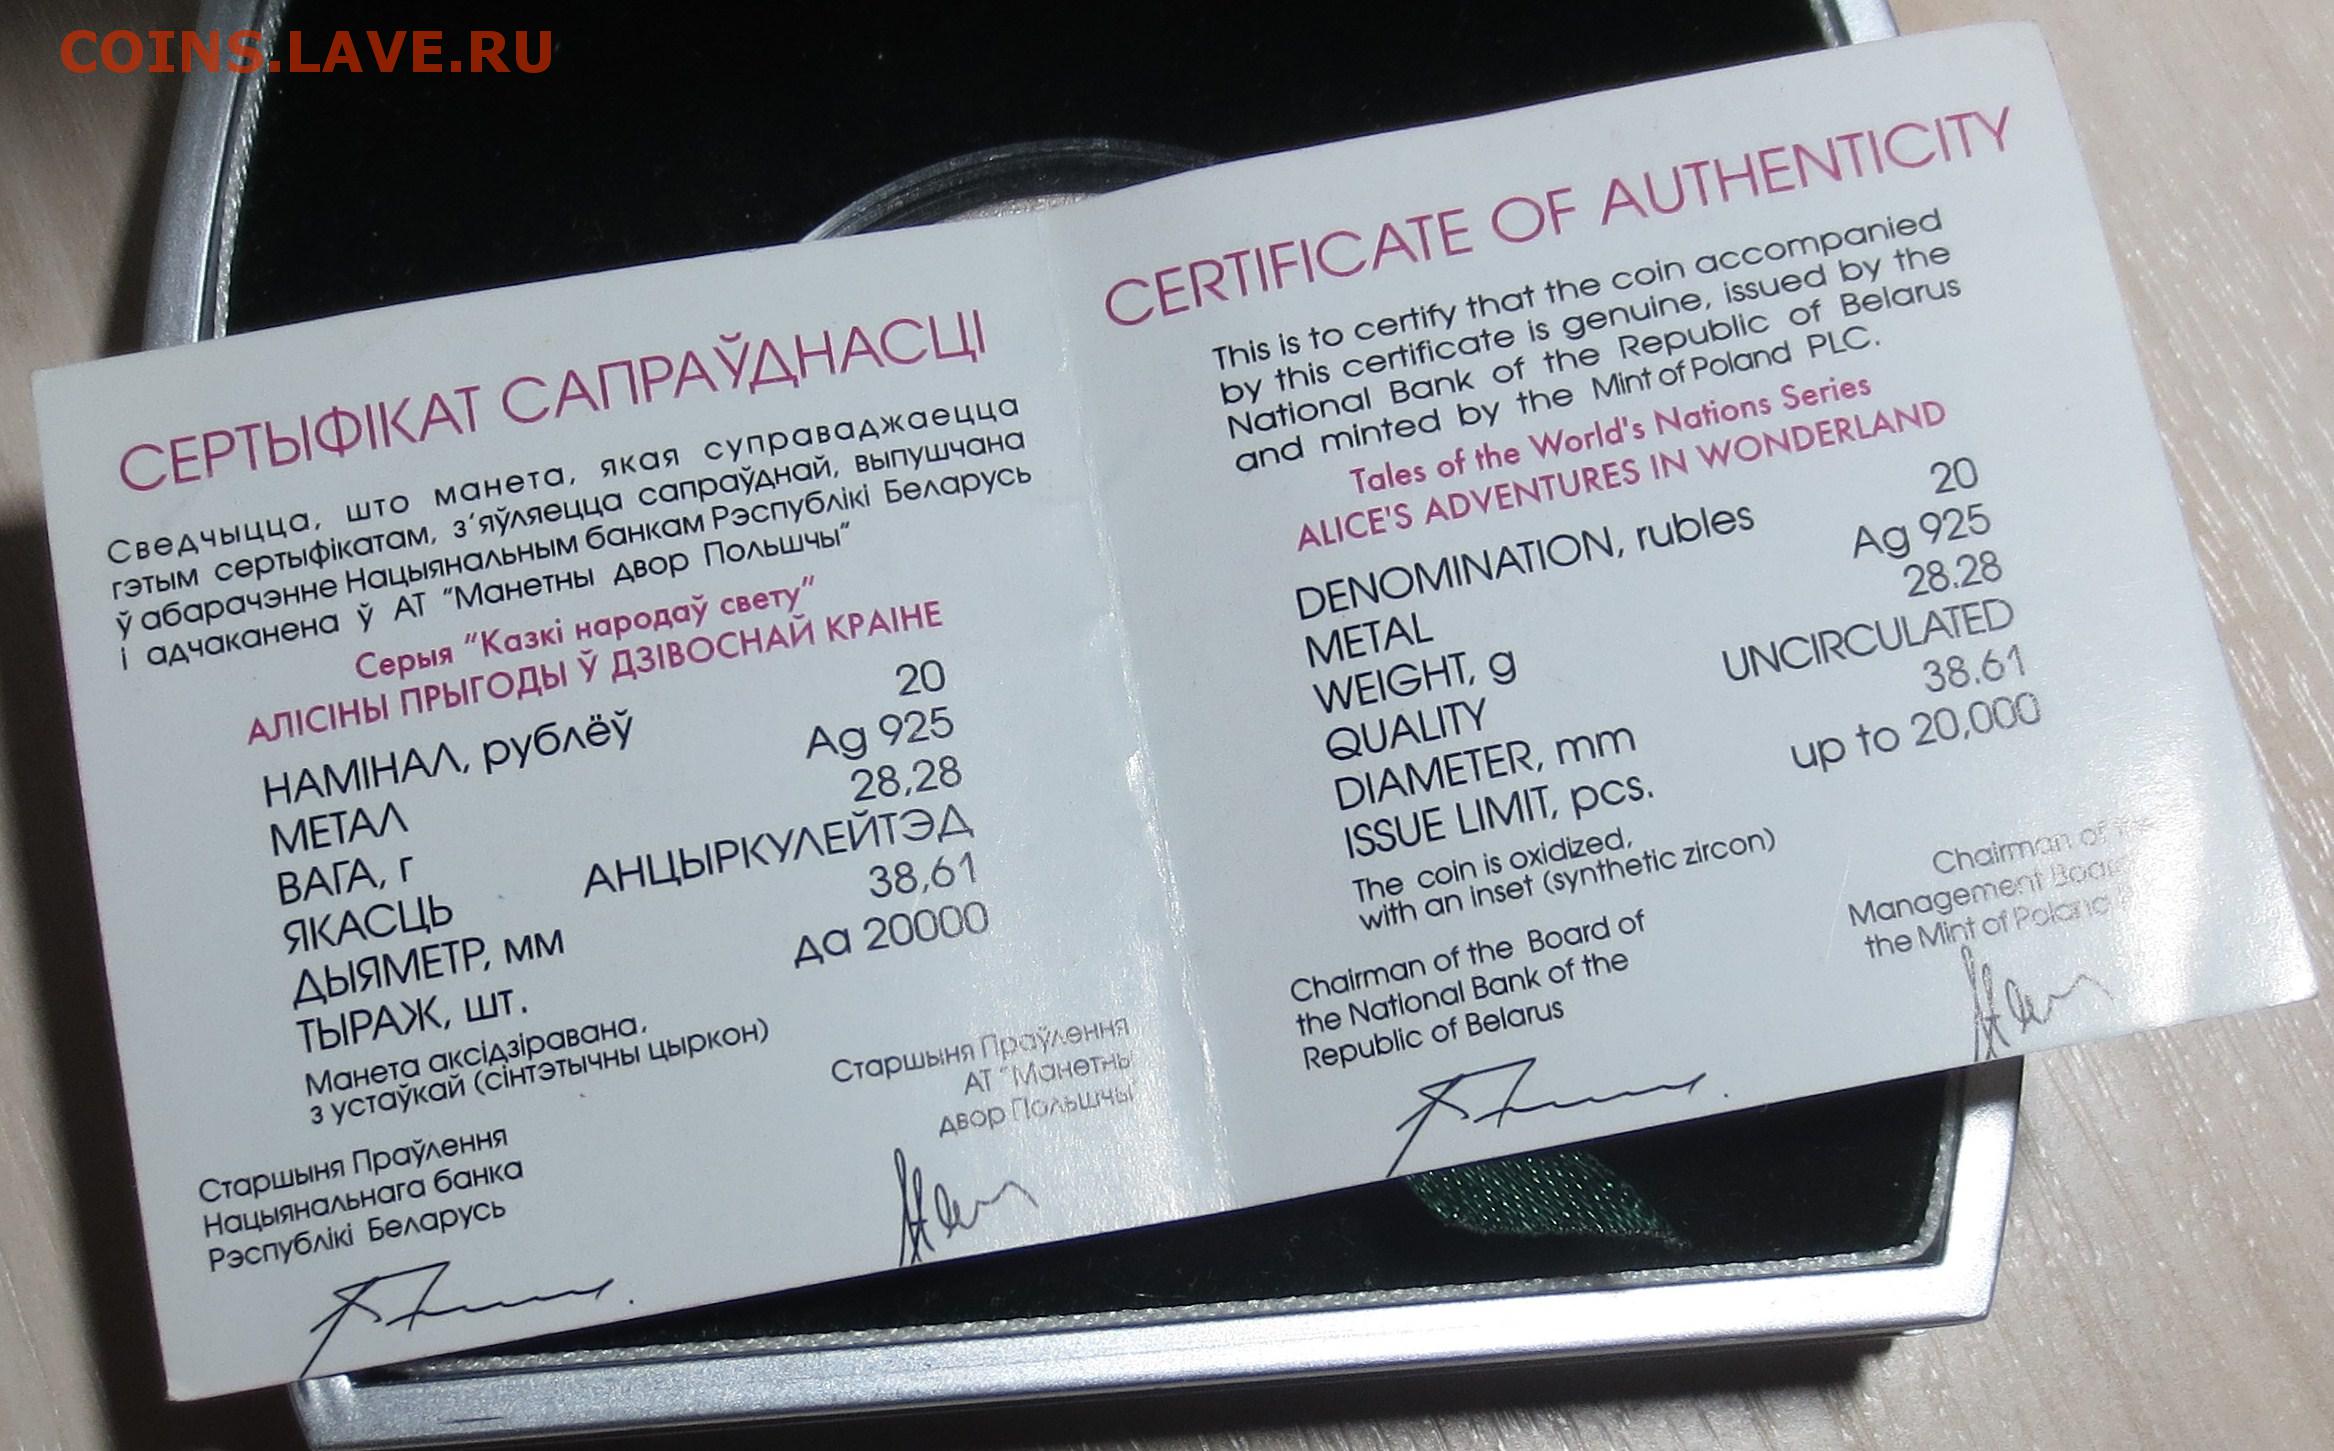 COINS.LAVE.RU
СЕРТЫФІКАТ САПРАЎДНАСЦІ
Сведчыцца, што манета, якая суправаджаецца
гэтым сертыфікатам, з'яўляецца сапраўднай, выпушчана
ў абарачэнне Нацыянальным банкам Рэспублікі Беларусь
і адчаканена ў АТ "Манетны двор Польшчы"
Серыя "Казкі народаў свету"
АЛІСІНЫ ПРЫГОДЫ Ў ДЗІВОСНАЙ КРАІНЕ
НАМІНАЛ, рублёў 20
МЕТАЛ Ag 925
ВАГА, г 28,28
ЯКАСЦЬ АНЦЫРКУЛЕЙТЭД
ДЫЯМЕТР, мм 38,61
ТЫРАЖ, шт. да 20000
Манета аксідзіравана,
з устаўкай (сінтэтычны цыркон)
Старшыня Праўлення
Нацыянальнага банка
Рэспублікі Беларусь
Старшыня Праўлення
АТ "Манетны
двор Польшчы"
CERTIFICATE OF AUTHENTICITY
This is to certify that the coin accompanied
by this certificate is genuine, issued by the
National Bank of the Republic of Belarus
and minted by the Mint of Poland PLC.
Tales of the World's Nations Series
ALICE'S ADVENTURES IN WONDERLAND
DENOMINATION, rubles 20
METAL Ag 925
WEIGHT, g 28.28
QUALITY UNCIRCULATED
DIAMETER, mm 38.61
ISSUE LIMIT, pcs. up to 20,000
The coin is oxidized,
with an inset (synthetic zircon)
Chairman of the Board of
the National Bank of the
Republic of Belarus
Chairman of the
Management Board
the Mint of Poland